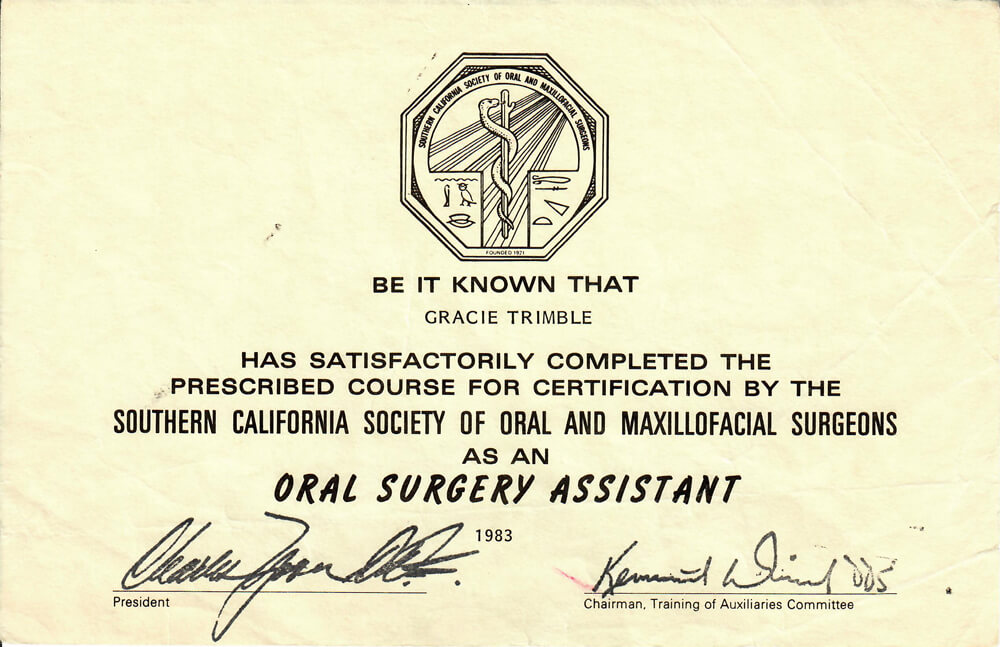 SOUTHERN CALIFORNIA SOCIETY OF ORAL AND MAXILLOFACIAL SURGEONS
FOUNDED 1921
BE IT KNOWN THAT
GRACIE TRIMBLE
HAS SATISFACTORILY COMPLETED THE
PRESCRIBED COURSE FOR CERTIFICATION BY THE
SOUTHERN CALIFORNIA SOCIETY OF ORAL AND MAXILLOFACIAL SURGEONS
AS AN
ORAL SURGERY ASSISTANT
1983
DDS
President
Chairman, Training of Auxiliaries Committee